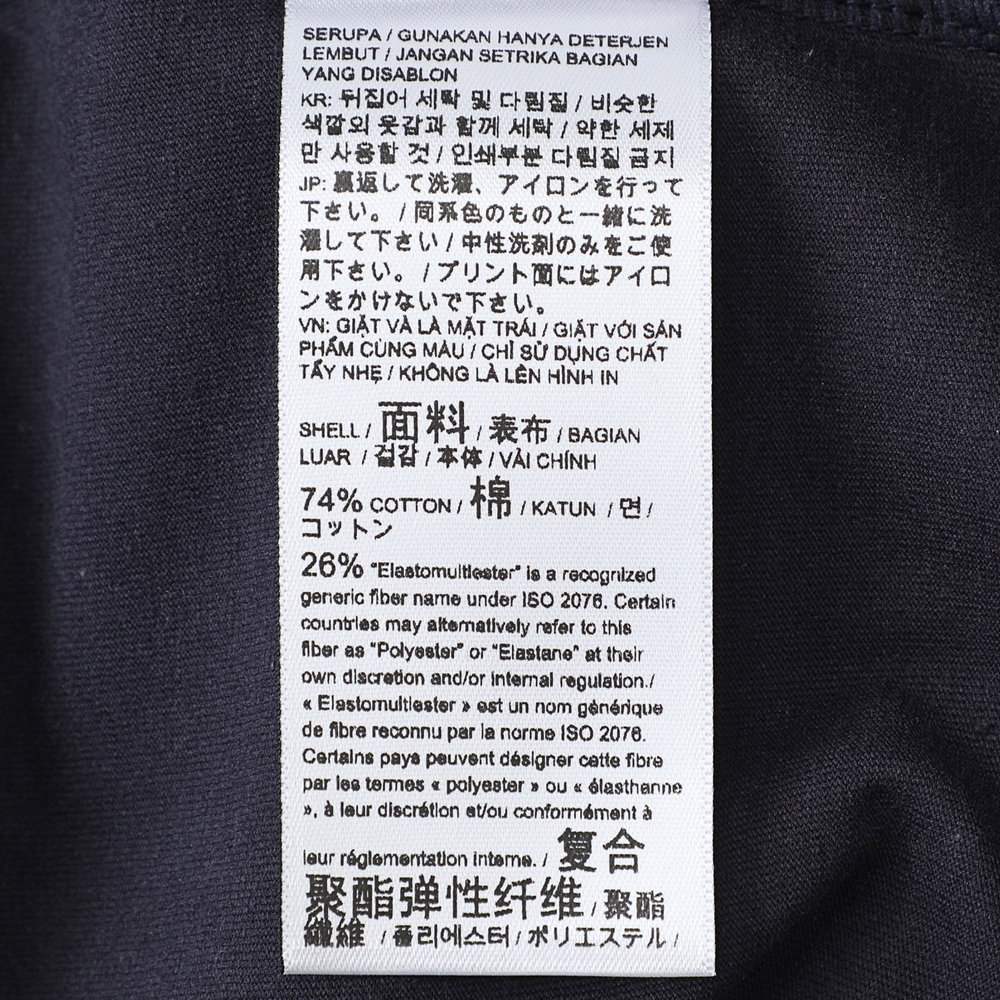 SERUPA / GUNAKAN HANYA DETERJEN
LEMBUT / JANGAN SETRIKA BAGIAN
YANG DISABLON
KR: 뒤집어 세탁 및 다림질 / 비슷한
색깔의 옷감과 함께 세탁 / 약한 세제
만 사용할 것 / 인쇄부분 다림질 금지
JP: 裏返して洗濯、アイロンを行って
下さい。 / 同系色のものと一緒に洗
濯して下さい / 中性洗剤のみをご使
用下さい。 / プリント面にはアイロ
ンをかけないで下さい。
VN: GIẶT VÀ LÀ MẶT TRÁI / GIẶT VỚI SẢN
PHẨM CÙNG MÀU / CHỈ SỬ DỤNG CHẤT
TẨY NHẸ / KHÔNG LÀ LÊN HÌNH IN
SHELL / 面料 / 表布 / BAGIAN
LUAR / 겉감 / 本体 / VẢI CHÍNH
74% COTTON / 棉 / KATUN / 면 /
コットン
26% "Elastomultiester" is a recognized
generic fiber name under ISO 2076. Certain
countries may alternatively refer to this
fiber as "Polyester" or "Elastane" at their
own discretion and/or internal regulation./
« Elastomultiester » est un nom générique
de fibre reconnu par la norme ISO 2076.
Certains pays peuvent désigner cette fibre
par les termes « polyester » ou « élasthanne
», à leur discrétion et/ou conformément à
leur réglementation interne. / 复合
聚酯弹性纤维 / 聚酯
纖維 / 폴리에스터 / ポリエステル /